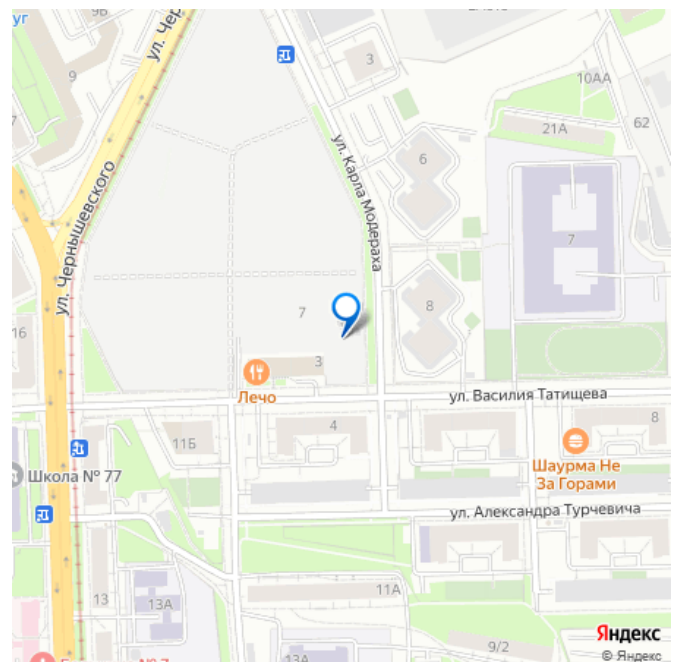 уг
9Б
ул. Чер
9
3
10АА
21А
62
6
ул. Карла Модераха
ул. Чернышевского
7
7
8
16
3
Лечо
ул. Василия Татищева
4
8
11Б
Школа № 77
Шаурма Не
За Горами
ул. Александра Турчевича
11А
13
13А
9/2
13А
Яндекс
© Яндекс